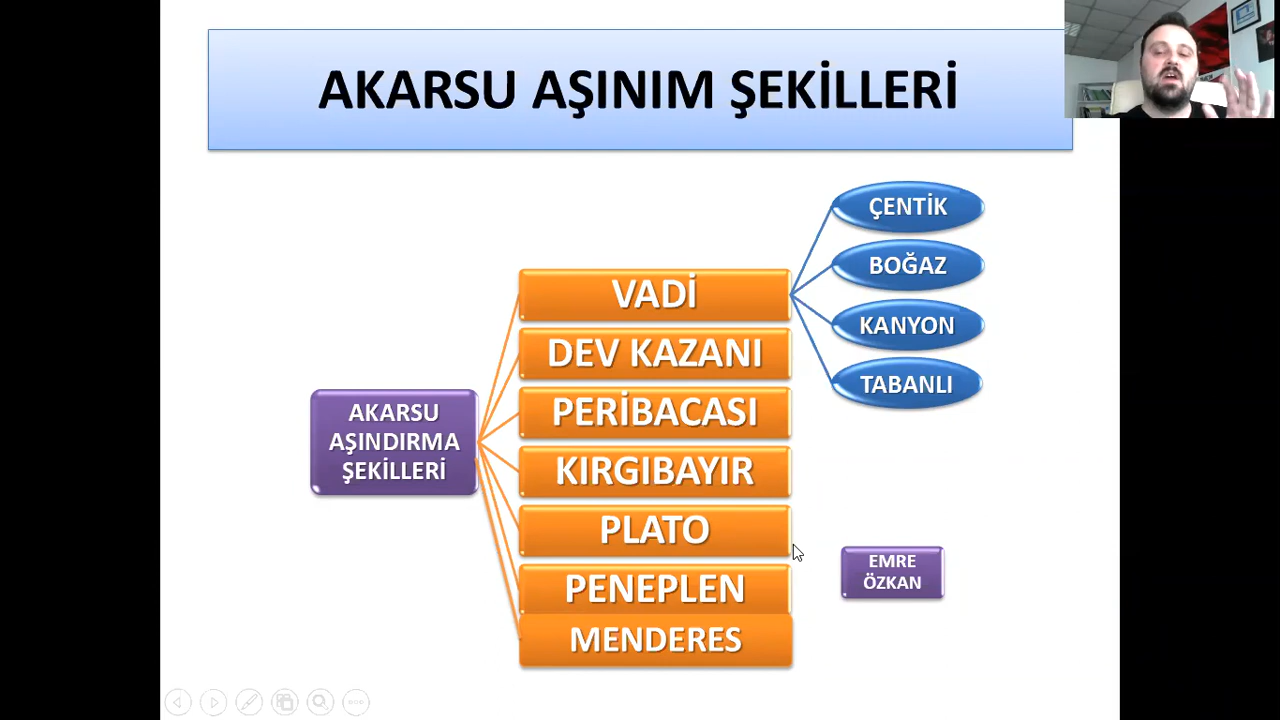 AKARSU AŞINIM ŞEKİLLERİ
ÇENTİK
BOĞAZ
KANYON
TABANLI
VADİ
DEV KAZANI
PERİBACASI
KIRGIBAYIR
PLATO
PENEPLEN
MENDERES
AKARSU
AŞINDIRMA
ŞEKİLLERİ
EMRE
ÖZKAN